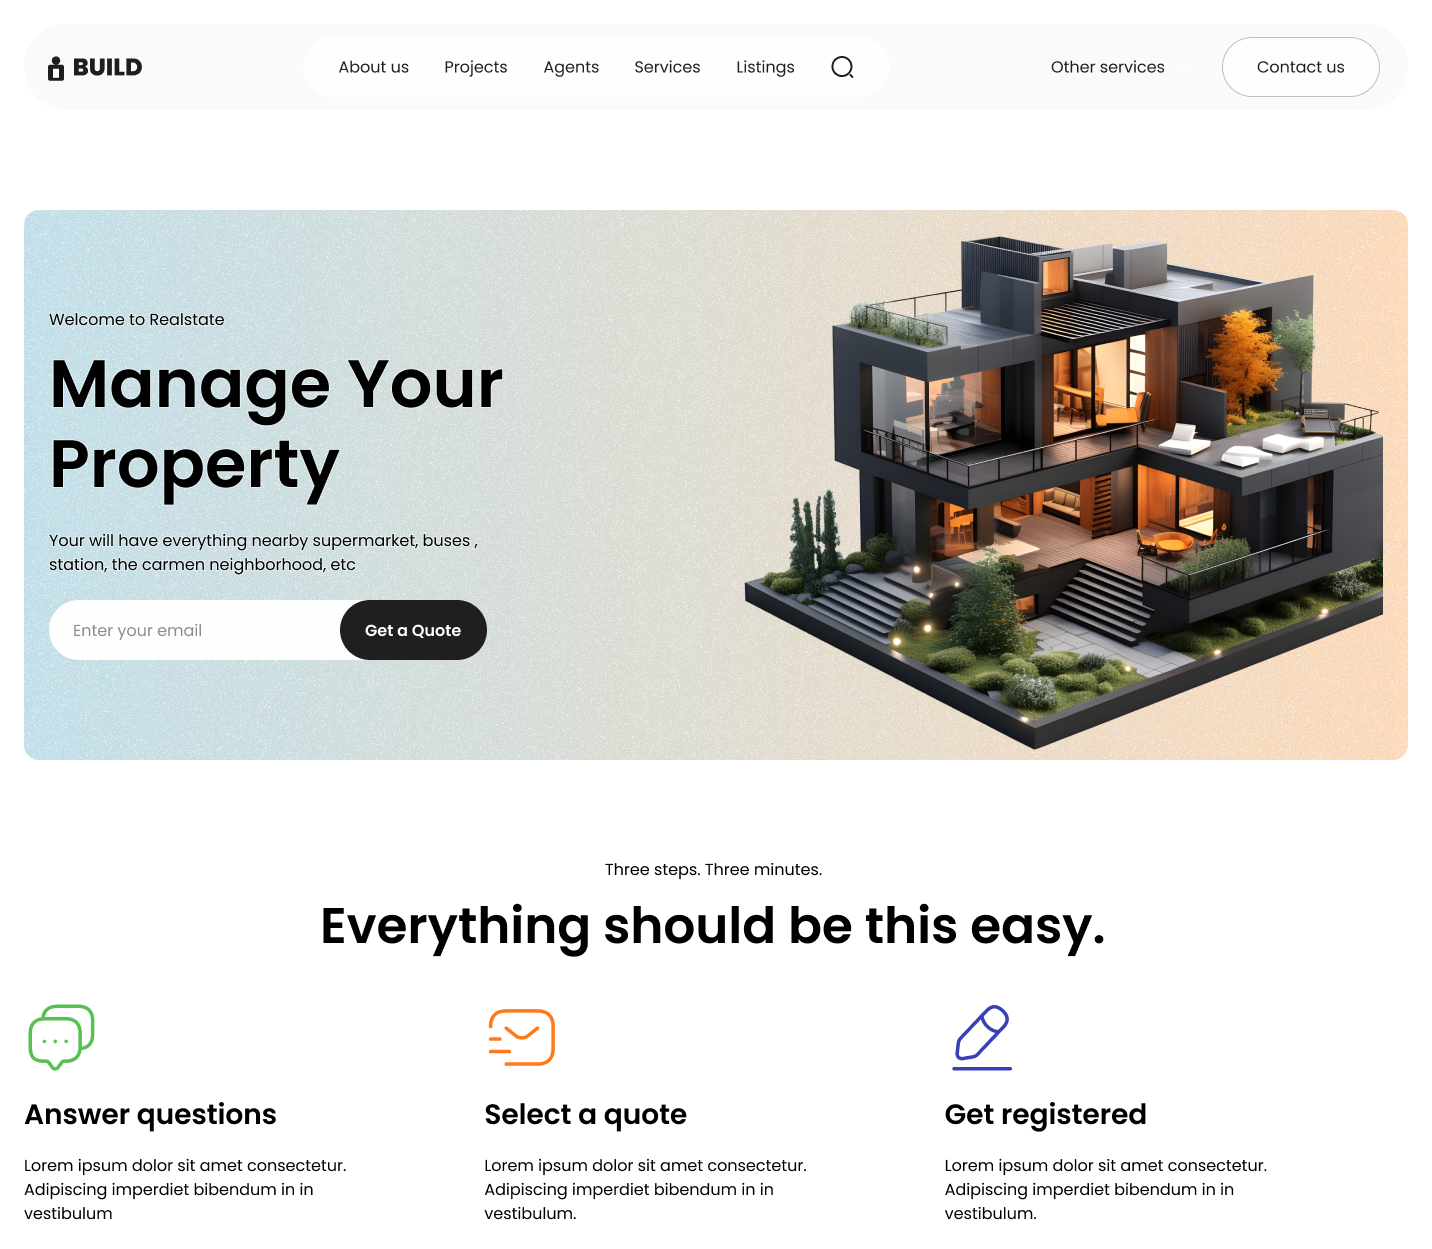 BUILD
About us
Projects
Agents
Services
Listings
Other services
Contact us
Welcome to Realstate
Manage Your
Property
Your will have everything nearby supermarket, buses ,
station, the carmen neighborhood, etc
Enter your email
Get a Quote
Three steps. Three minutes.
Everything should be this easy.
Answer questions
Lorem ipsum dolor sit amet consectetur.
Adipiscing imperdiet bibendum in in
vestibulum
Select a quote
Lorem ipsum dolor sit amet consectetur.
Adipiscing imperdiet bibendum in in
vestibulum.
Get registered
Lorem ipsum dolor sit amet consectetur.
Adipiscing imperdiet bibendum in in
vestibulum.